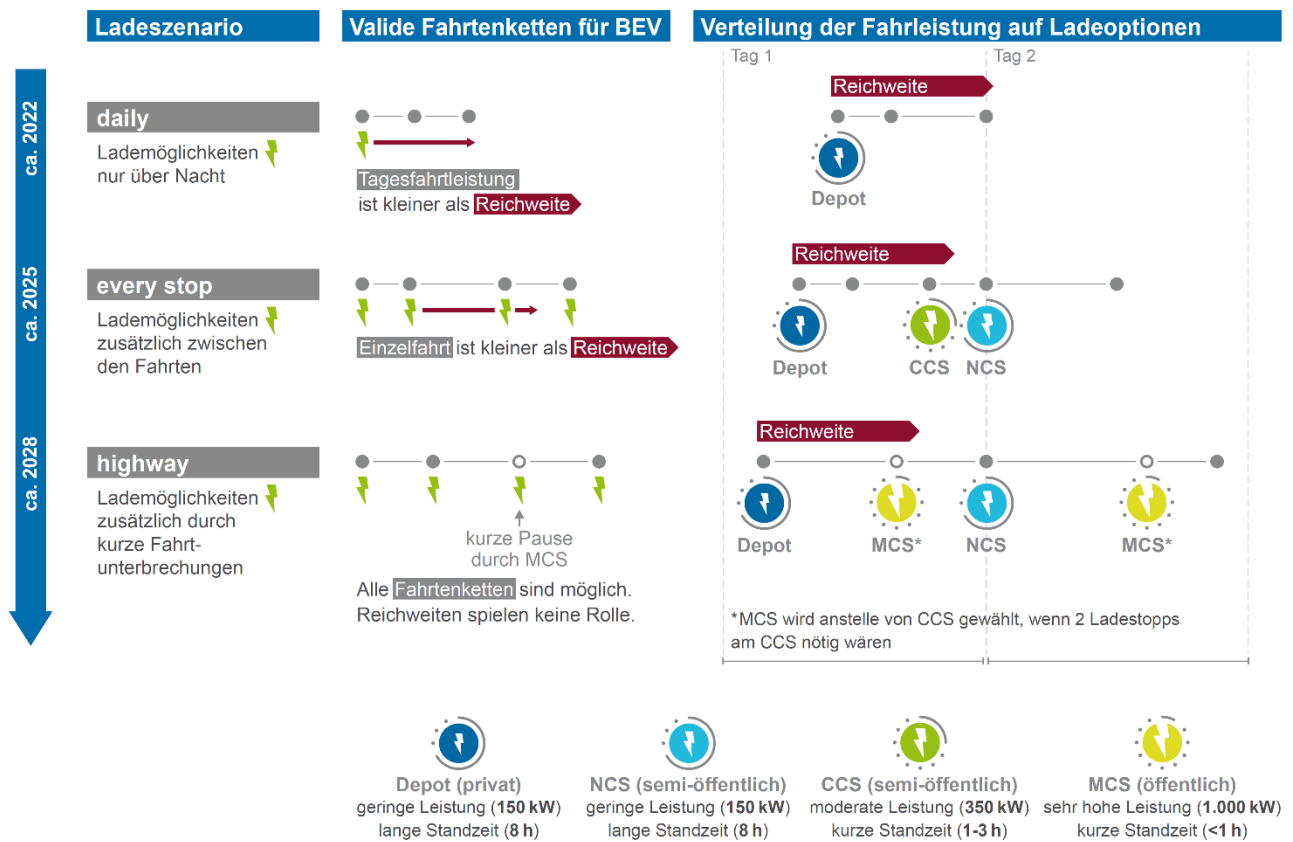 Ladeszenario
Valide Fahrtenketten für BEV
Verteilung der Fahrleistung auf Ladeoptionen
Tag 1
Tag 2
ca. 2022
daily
Lademöglichkeiten
nur über Nacht
Tagesfahrtleistung
ist kleiner als Reichweite
Reichweite
Depot
ca. 2025
every stop
Lademöglichkeiten
zusätzlich zwischen
den Fahrten
Einzelfahrt ist kleiner als Reichweite
Reichweite
Depot
CCS
NCS
ca. 2028
highway
Lademöglichkeiten
zusätzlich durch
kurze Fahrt-
unterbrechungen
kurze Pause
durch MCS
Alle Fahrtenketten sind möglich.
Reichweiten spielen keine Rolle.
Reichweite
Depot
MCS*
NCS
MCS*
*MCS wird anstelle von CCS gewählt, wenn 2 Ladestopps
am CCS nötig wären
Depot (privat)
geringe Leistung (150 kW)
lange Standzeit (8 h)
NCS (semi-öffentlich)
geringe Leistung (150 kW)
lange Standzeit (8 h)
CCS (semi-öffentlich)
moderate Leistung (350 kW)
kurze Standzeit (1-3 h)
MCS (öffentlich)
sehr hohe Leistung (1.000 kW)
kurze Standzeit (<1 h)